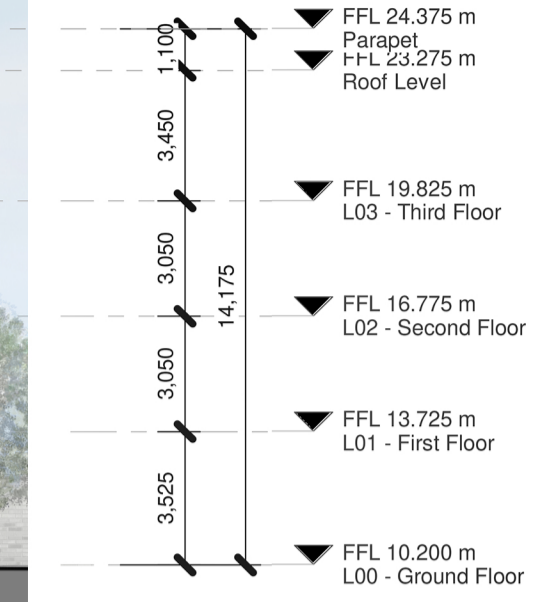 FFL 24.375 m
Parapet
FFL 23.275 m
Roof Level
1,100
3,450
FFL 19.825 m
L03 - Third Floor
3,050
14,175
FFL 16.775 m
L02 - Second Floor
3,050
FFL 13.725 m
L01 - First Floor
3,525
FFL 10.200 m
L00 - Ground Floor